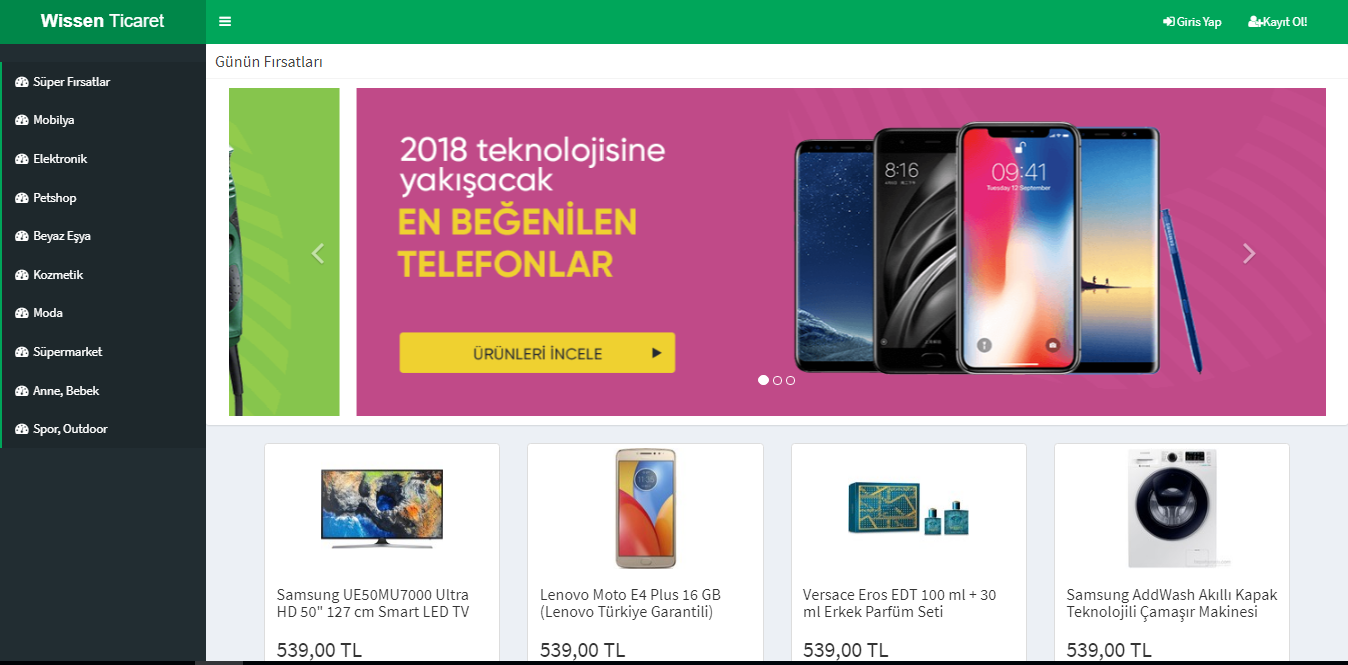 Wissen Ticaret
Giris Yap
Kayıt Ol!
Süper Fırsatlar
Mobilya
Elektronik
Petshop
Beyaz Eşya
Kozmetik
Moda
Süpermarket
Anne, Bebek
Spor, Outdoor
Günün Fırsatları
2018 teknolojisine
yakışacak
EN BEĞENİLEN
TELEFONLAR
ÜRÜNLERİ İNCELE
8:16
09:41
Tuesday 12 September
Samsung UE50MU7000 Ultra
HD 50" 127 cm Smart LED TV
539,00 TL
Lenovo Moto E4 Plus 16 GB
(Lenovo Türkiye Garantili)
539,00 TL
Versace Eros EDT 100 ml + 30
ml Erkek Parfüm Seti
539,00 TL
Samsung AddWash Akıllı Kapak
Teknolojili Çamaşır Makinesi
539,00 TL